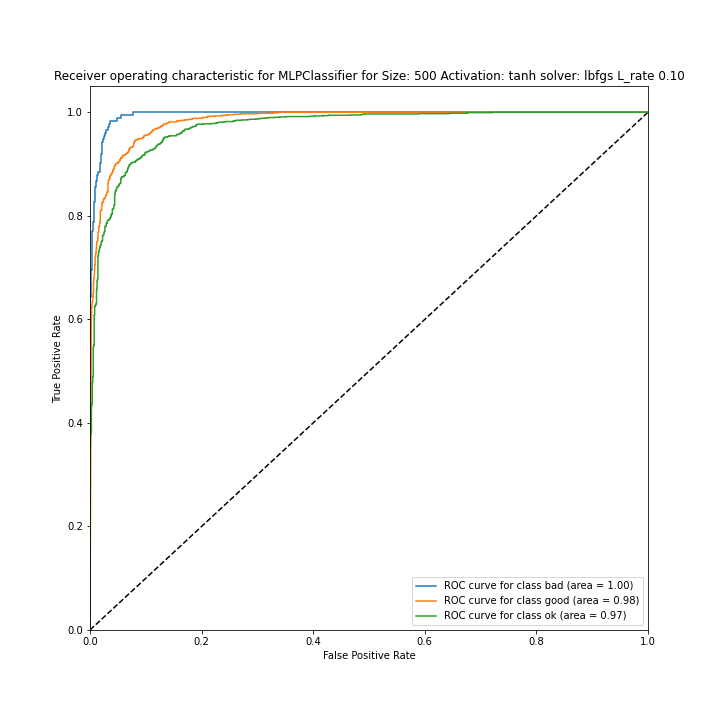 Receiver operating characteristic for MLPClassifier for Size: 500 Activation: tanh solver: lbfgs L_rate 0.10
1.0
0.8
0.6
0.4
0.2
0.0
True Positive Rate
ROC curve for class bad (area = 1.00)
ROC curve for class good (area = 0.98)
ROC curve for class ok (area = 0.97)
0.0 0.2 0.4 0.6 0.8 1.0
False Positive Rate